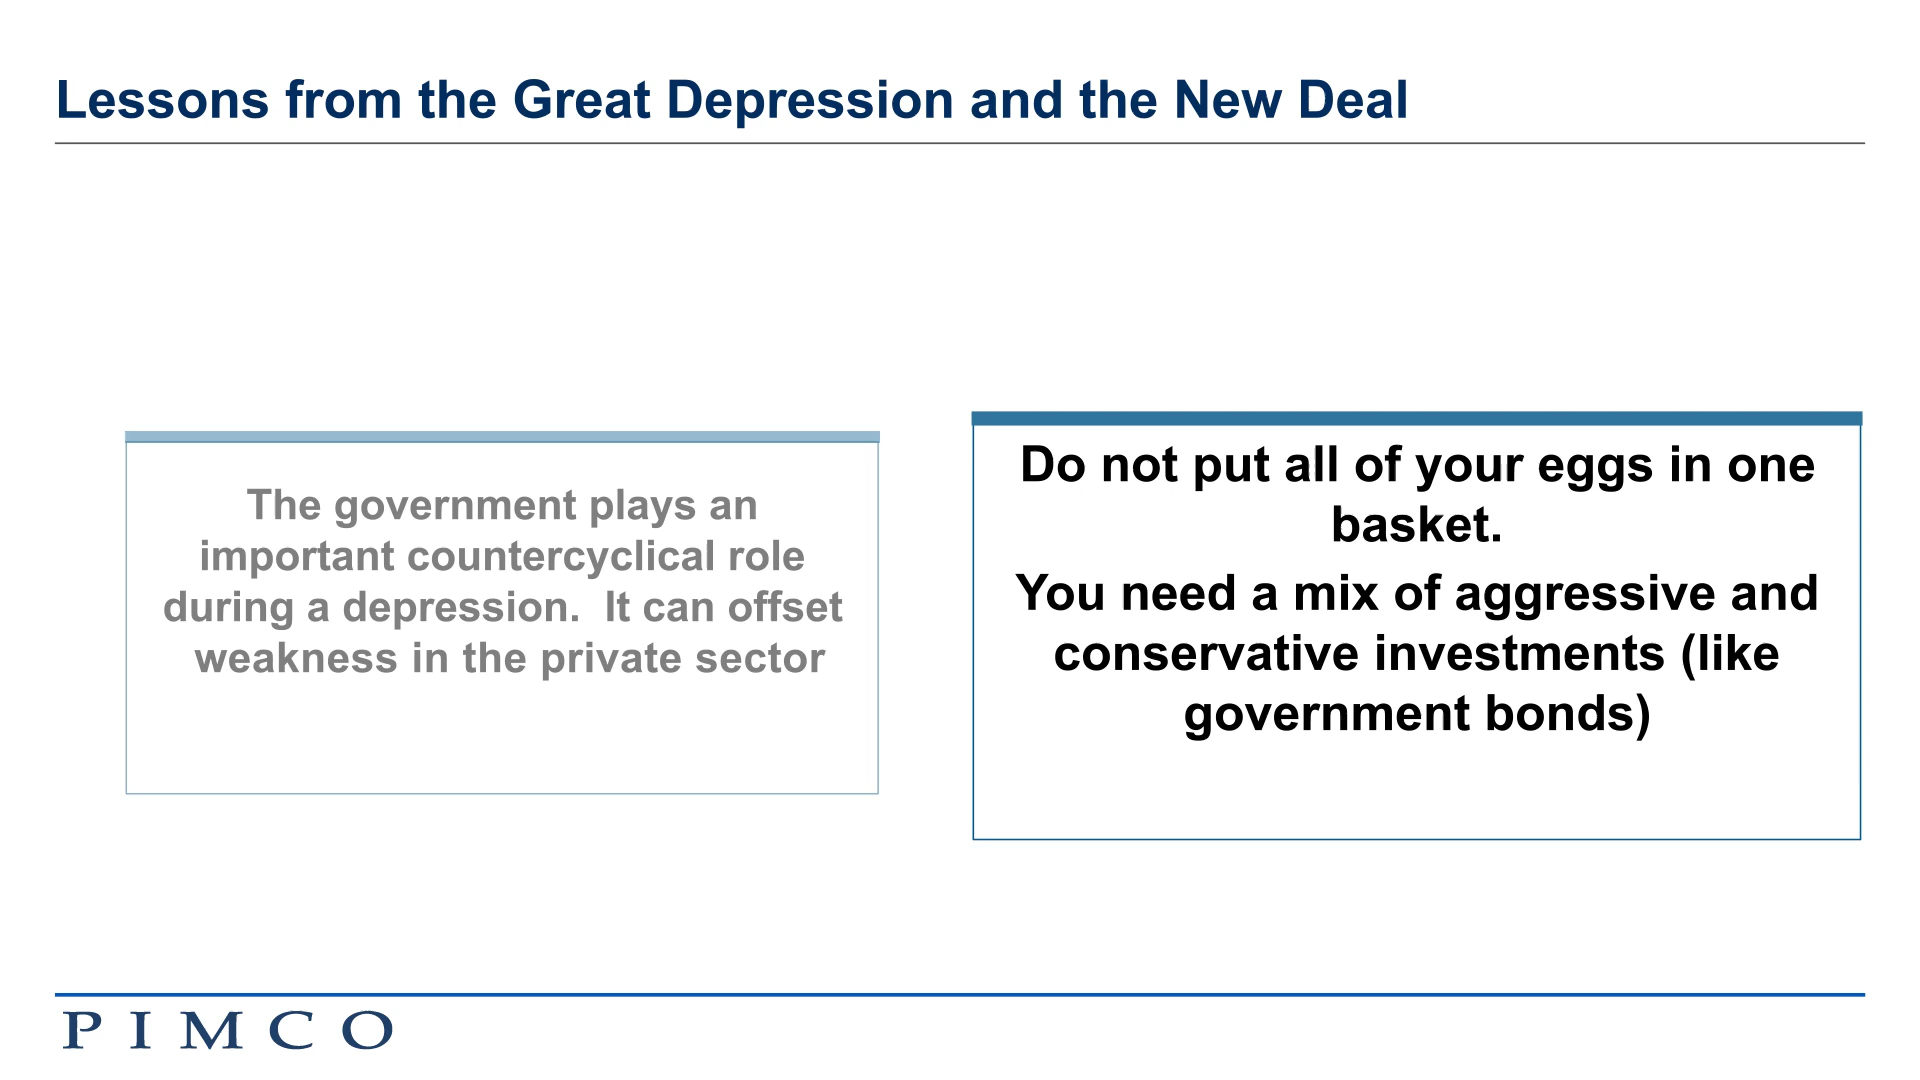 Lessons from the Great Depression and the New Deal
The government plays an
important countercyclical role
during a depression.  It can offset
weakness in the private sector
Do not put all of your eggs in one
basket.
You need a mix of aggressive and
conservative investments (like
government bonds)
PIMCO